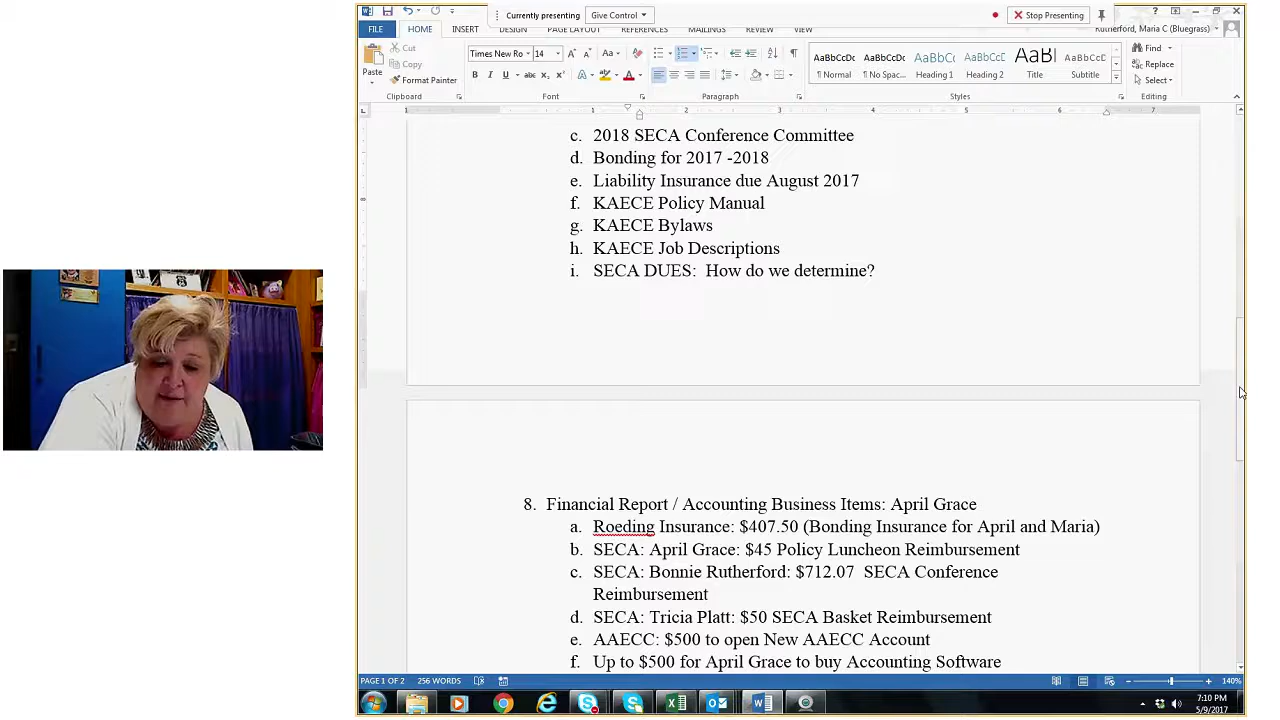 Currently presenting
Give Control
Stop Presenting
FILE
HOME
INSERT
DESIGN
PAGE LAYOUT
REFERENCES
MAILINGS
REVIEW
VIEW
Rutherford, Maria C (Bluegrass)
Paste
Cut
Copy
Format Painter
Clipboard
Times New Ro
14
Font
Paragraph
AaBbCcDc
¶ Normal
AaBbCcDc
¶ No Spac...
AaBbC
Heading 1
AaBbCcC
Heading 2
AaBl
Title
AaBbCcC
Subtitle
Styles
Find
Replace
Select
Editing
c. 2018 SECA Conference Committee
d. Bonding for 2017 -2018
e. Liability Insurance due August 2017
f. KAECE Policy Manual
g. KAECE Bylaws
h. KAECE Job Descriptions
i. SECA DUES:  How do we determine?
8. Financial Report / Accounting Business Items: April Grace
a. Roeding Insurance: $407.50 (Bonding Insurance for April and Maria)
b. SECA: April Grace: $45 Policy Luncheon Reimbursement
c. SECA: Bonnie Rutherford: $712.07  SECA Conference
Reimbursement
d. SECA: Tricia Platt: $50 SECA Basket Reimbursement
e. AAECC: $500 to open New AAECC Account
f. Up to $500 for April Grace to buy Accounting Software
PAGE 1 OF 2
256 WORDS
140%
7:10 PM
5/9/2017